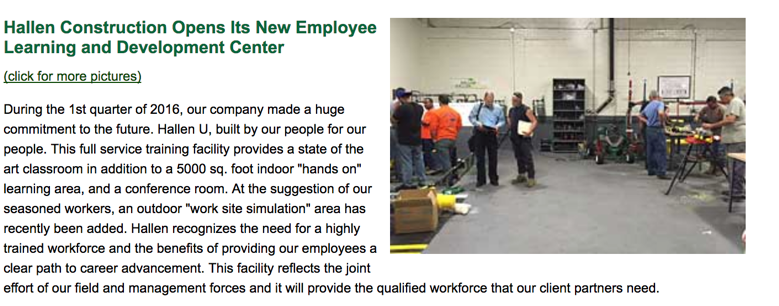 Hallen Construction Opens Its New Employee
Learning and Development Center
(click for more pictures)
During the 1st quarter of 2016, our company made a huge
commitment to the future. Hallen U, built by our people for our
people. This full service training facility provides a state of the
art classroom in addition to a 5000 sq. foot indoor "hands on"
learning area, and a conference room. At the suggestion of our
seasoned workers, an outdoor "work site simulation" area has
recently been added. Hallen recognizes the need for a highly
trained workforce and the benefits of providing our employees a
clear path to career advancement. This facility reflects the joint
effort of our field and management forces and it will provide the qualified workforce that our client partners need.